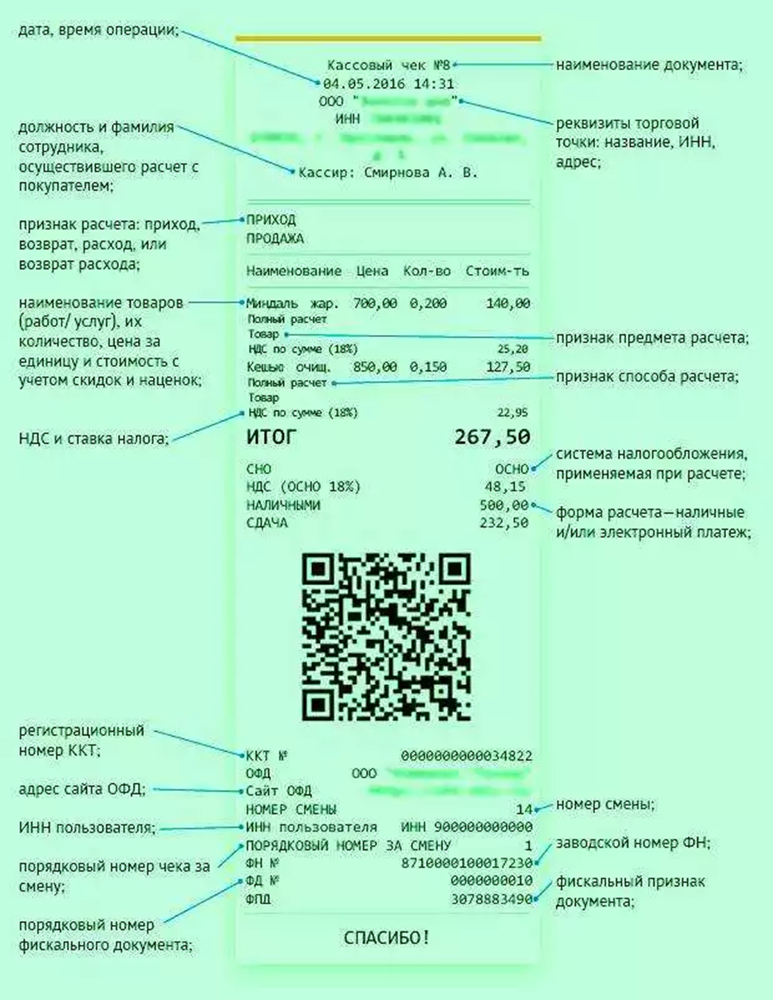 дата, время операции;
Кассовый чек №8
наименование документа;
04.05.2016 14:31
ООО " "
ИНН
должность и фамилия
сотрудника,
осуществившего расчет с
покупателем;
реквизиты торговой
точки: название, ИНН,
адрес;
Кассир: Смирнова А. В.
признак расчета: приход,
возврат, расход, или
возврат расхода;
ПРИХОД
ПРОДАЖА
Наименование Цена Кол-во Стоим-ть
наименование товаров
(работ/ услуг), их
количество, цена за
единицу и стоимость с
учетом скидок и наценок;
Миндаль жар. 700,00 0,200 140,00
Полный расчет
Товар
НДС по сумме (18%) 25,20
признак предмета расчета;
Кешью очищ. 850,00 0,150 127,50
Полный расчет
Товар
НДС по сумме (18%) 22,95
признак способа расчета;
НДС и ставка налога;
ИТОГ 267,50
СНО ОСНО
НДС (ОСНО 18%) 48,15
НАЛИЧНЫМИ 500,00
СДАЧА 232,50
система налогообложения,
применяемая при расчете;
форма расчета—наличные
и/или электронный платеж;
регистрационный
номер ККТ;
ККТ № 0000000000034822
ОФД ООО
адрес сайта ОФД;
Сайт ОФД
НОМЕР СМЕНЫ 14
номер смены;
ИНН пользователя;
ИНН пользователя ИНН 900000000000
ПОРЯДКОВЫЙ НОМЕР ЗА СМЕНУ 1
заводской номер ФН;
порядковый номер чека за
смену;
ФН № 8710000100017230
ФД № 0000000010
ФПД 3078883490
фискальный признак
документа;
порядковый номер
фискального документа;
СПАСИБО!